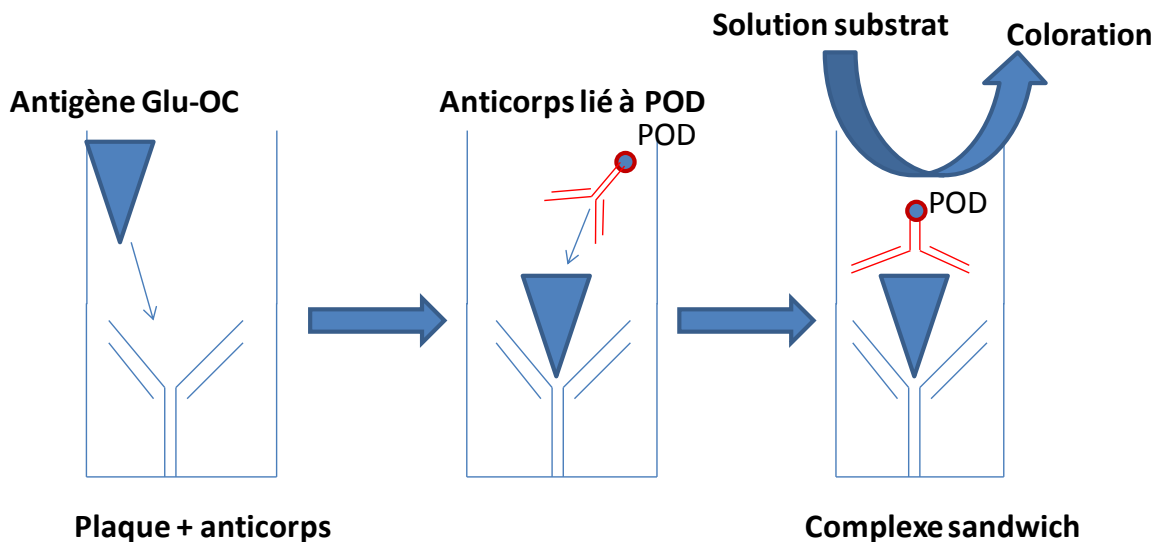 Solution substrat
Coloration
Antigène Glu-OC
Anticorps lié à POD
POD
POD
Plaque + anticorps
Complexe sandwich